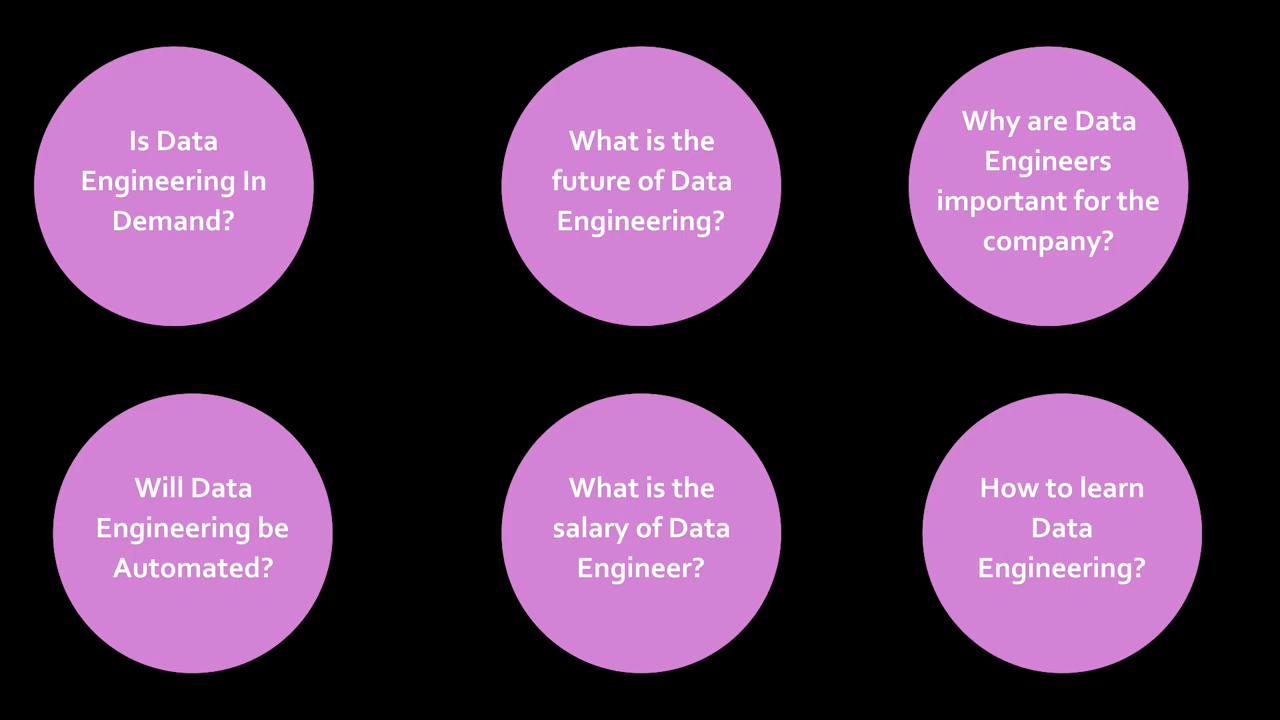 Is Data
Engineering In
Demand?
What is the
future of Data
Engineering?
Why are Data
Engineers
important for the
company?
Will Data
Engineering be
Automated?
What is the
salary of Data
Engineer?
How to learn
Data
Engineering?